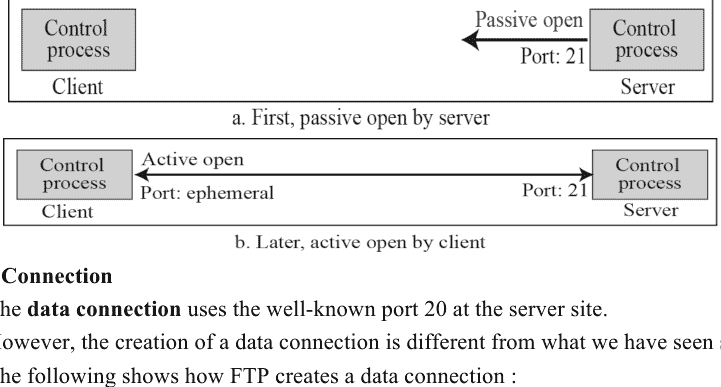 Control process
Passive open
Port: 21
Control process
Client
Server
a. First, passive open by server
Control process
Active open
Port: ephemeral
Port: 21
Control process
Client
Server
b. Later, active open by client
Connection
he data connection uses the well-known port 20 at the server site.
owever, the creation of a data connection is different from what we have seen
he following shows how FTP creates a data connection :